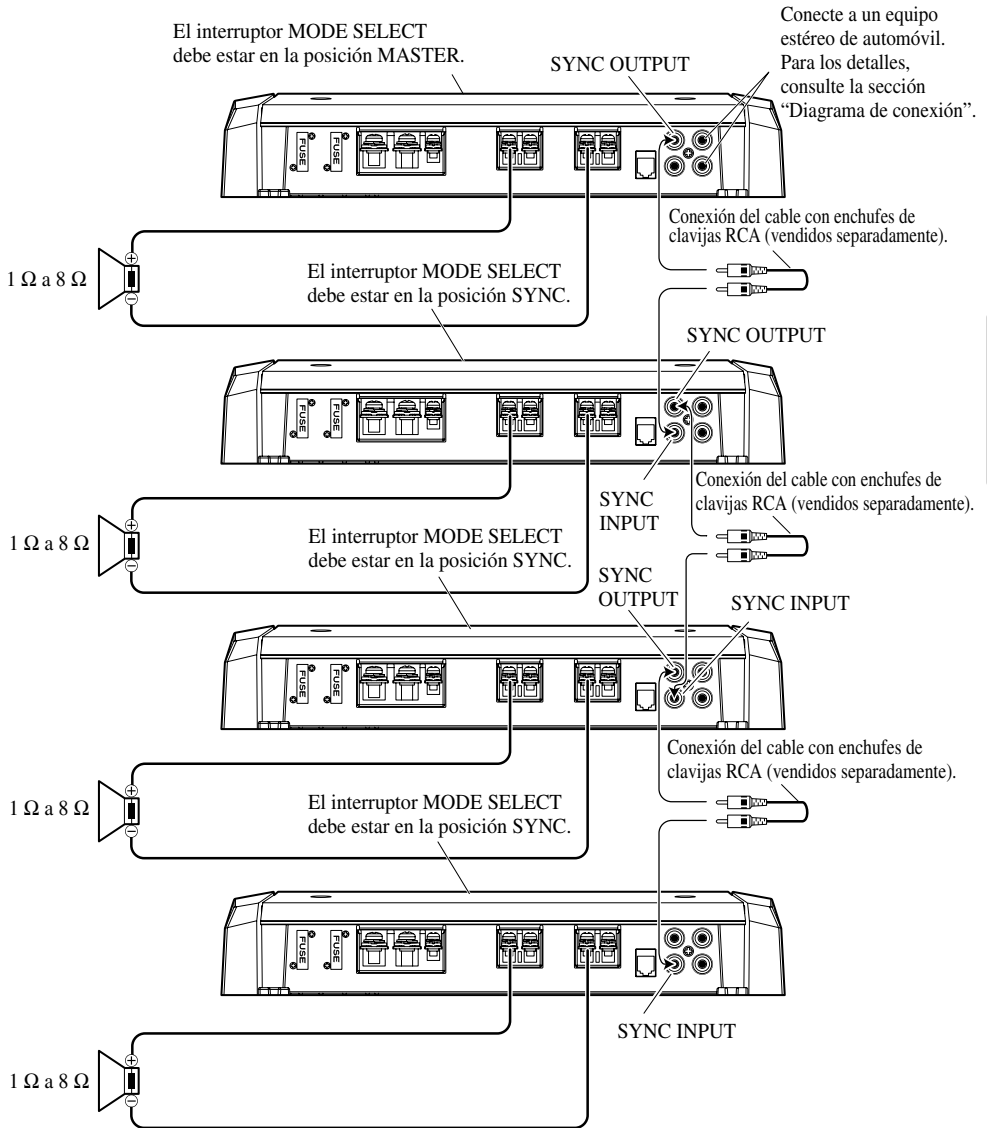 El interruptor MODE SELECT
debe estar en la posición MASTER.
SYNC OUTPUT
Conecte a un equipo
estéreo de automóvil.
Para los detalles,
consulte la sección
“Diagrama de conexión”.
FUSE
FUSE
Conexión del cable con enchufes de
clavijas RCA (vendidos separadamente).
1 Ω a 8 Ω
El interruptor MODE SELECT
debe estar en la posición SYNC.
SYNC OUTPUT
FUSE
FUSE
Conexión del cable con enchufes de
clavijas RCA (vendidos separadamente).
SYNC
INPUT
1 Ω a 8 Ω
El interruptor MODE SELECT
debe estar en la posición SYNC.
SYNC
OUTPUT
SYNC INPUT
FUSE
FUSE
Conexión del cable con enchufes de
clavijas RCA (vendidos separadamente).
1 Ω a 8 Ω
El interruptor MODE SELECT
debe estar en la posición SYNC.
FUSE
FUSE
SYNC INPUT
1 Ω a 8 Ω